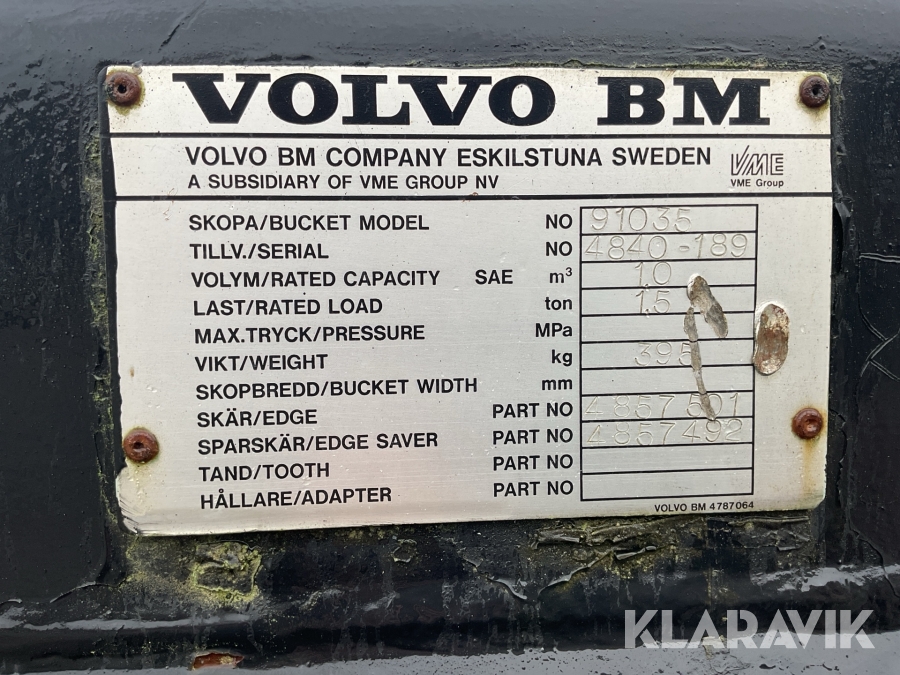 VOLVO BM
VOLVO BM COMPANY ESKILSTUNA SWEDEN
A SUBSIDIARY OF VME GROUP NV
VME
VME Group
SKOPA/BUCKET MODEL NO 91035
TILLV./SERIAL NO 4840-189
VOLYM/RATED CAPACITY SAE m³ 1.0
LAST/RATED LOAD ton 1.5
MAX.TRYCK/PRESSURE MPa
VIKT/WEIGHT kg 395
SKOPBREDD/BUCKET WIDTH mm
SKÄR/EDGE PART NO 4857501
SPARSKÄR/EDGE SAVER PART NO 4857492
TAND/TOOTH PART NO
HÅLLARE/ADAPTER PART NO
VOLVO BM 4787064
KLARAVIK